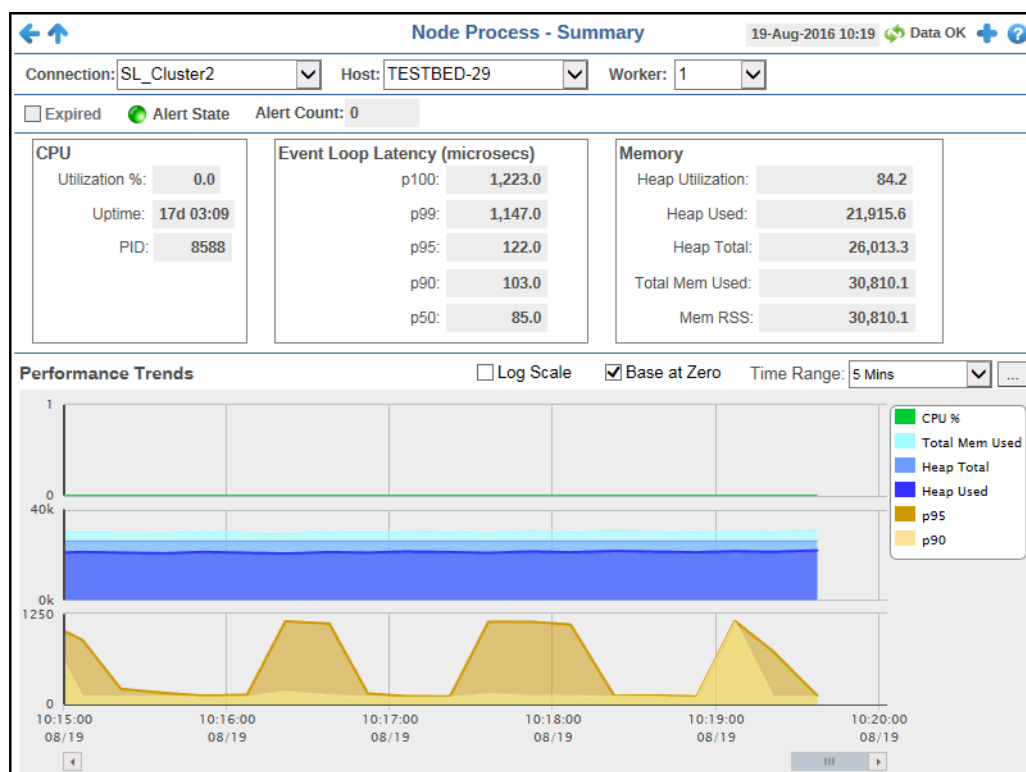 Node Process - Summary 19-Aug-2016 10:19 Data OK
Connection: SL_Cluster2 Host: TESTBED-29 Worker: 1
Expired Alert State Alert Count: 0
CPU
Utilization %: 0.0
Uptime: 17d 03:09
PID: 8588
Event Loop Latency (microsecs)
p100: 1,223.0
p99: 1,147.0
p95: 122.0
p90: 103.0
p50: 85.0
Memory
Heap Utilization: 84.2
Heap Used: 21,915.6
Heap Total: 26,013.3
Total Mem Used: 30,810.1
Mem RSS: 30,810.1
Performance Trends Log Scale Base at Zero Time Range: 5 Mins ...
1
0
40k
0k
1250
0
10:15:00 10:16:00 10:17:00 10:18:00 10:19:00 10:20:00
08/19 08/19 08/19 08/19 08/19 08/19
CPU %
Total Mem Used
Heap Total
Heap Used
p95
p90